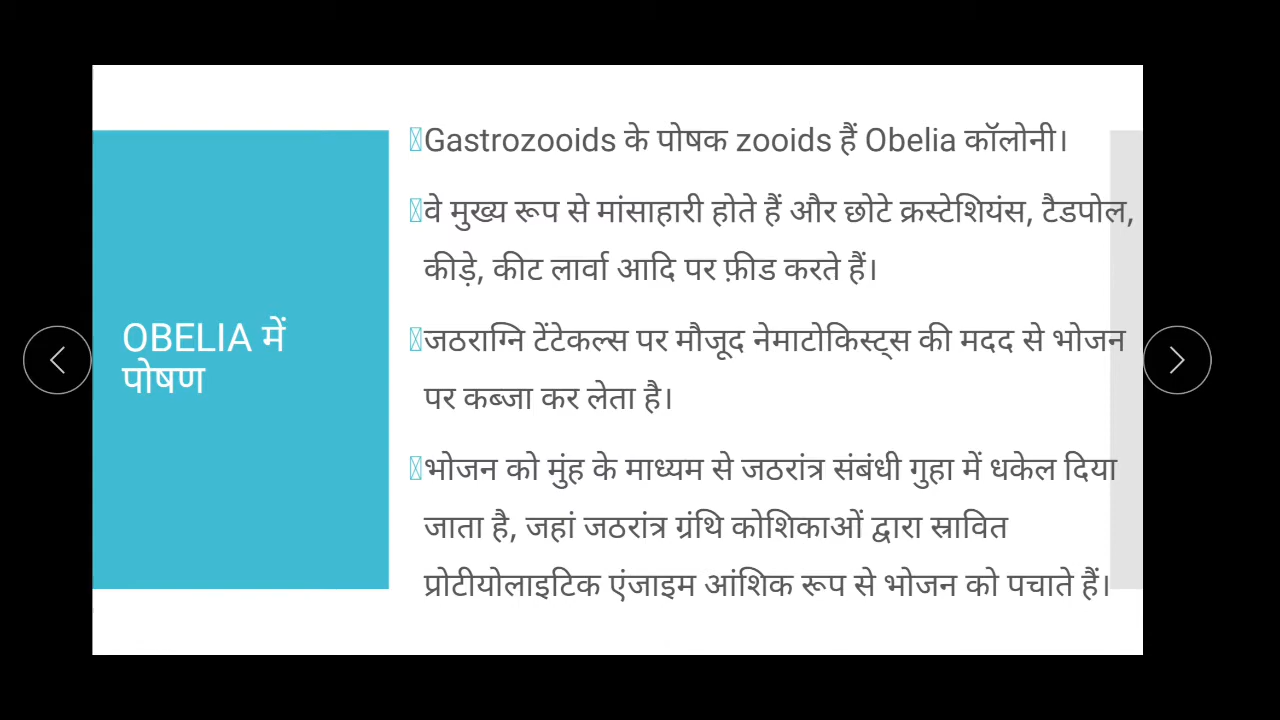 OBELIA में
पोषण
Gastrozooids के पोषक zooids हैं Obelia कॉलोनी।
वे मुख्य रूप से मांसाहारी होते हैं और छोटे क्रस्टेशियंस, टैडपोल,
कीड़े, कीट लार्वा आदि पर फ़ीड करते हैं।
जठराग्नि टेंटेकल्स पर मौजूद नेमाटोकिस्ट्स की मदद से भोजन
पर कब्जा कर लेता है।
भोजन को मुंह के माध्यम से जठरांत्र संबंधी गुहा में धकेल दिया
जाता है, जहां जठरांत्र ग्रंथि कोशिकाओं द्वारा स्रावित
प्रोटीयोलाइटिक एंजाइम आंशिक रूप से भोजन को पचाते हैं।